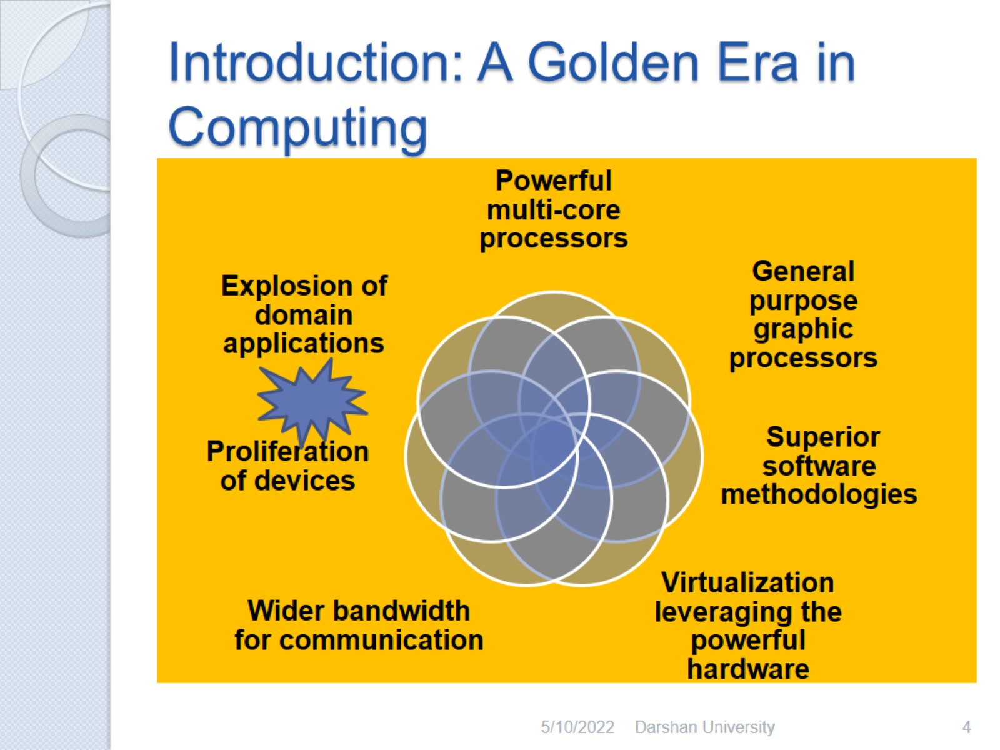 Introduction: A Golden Era in
Computing
Powerful
multi-core
processors
General
purpose
graphic
processors
Superior
software
methodologies
Virtualization
leveraging the
powerful
hardware
Wider bandwidth
for communication
Proliferation
of devices
Explosion of
domain
applications
5/10/2022 Darshan University 4